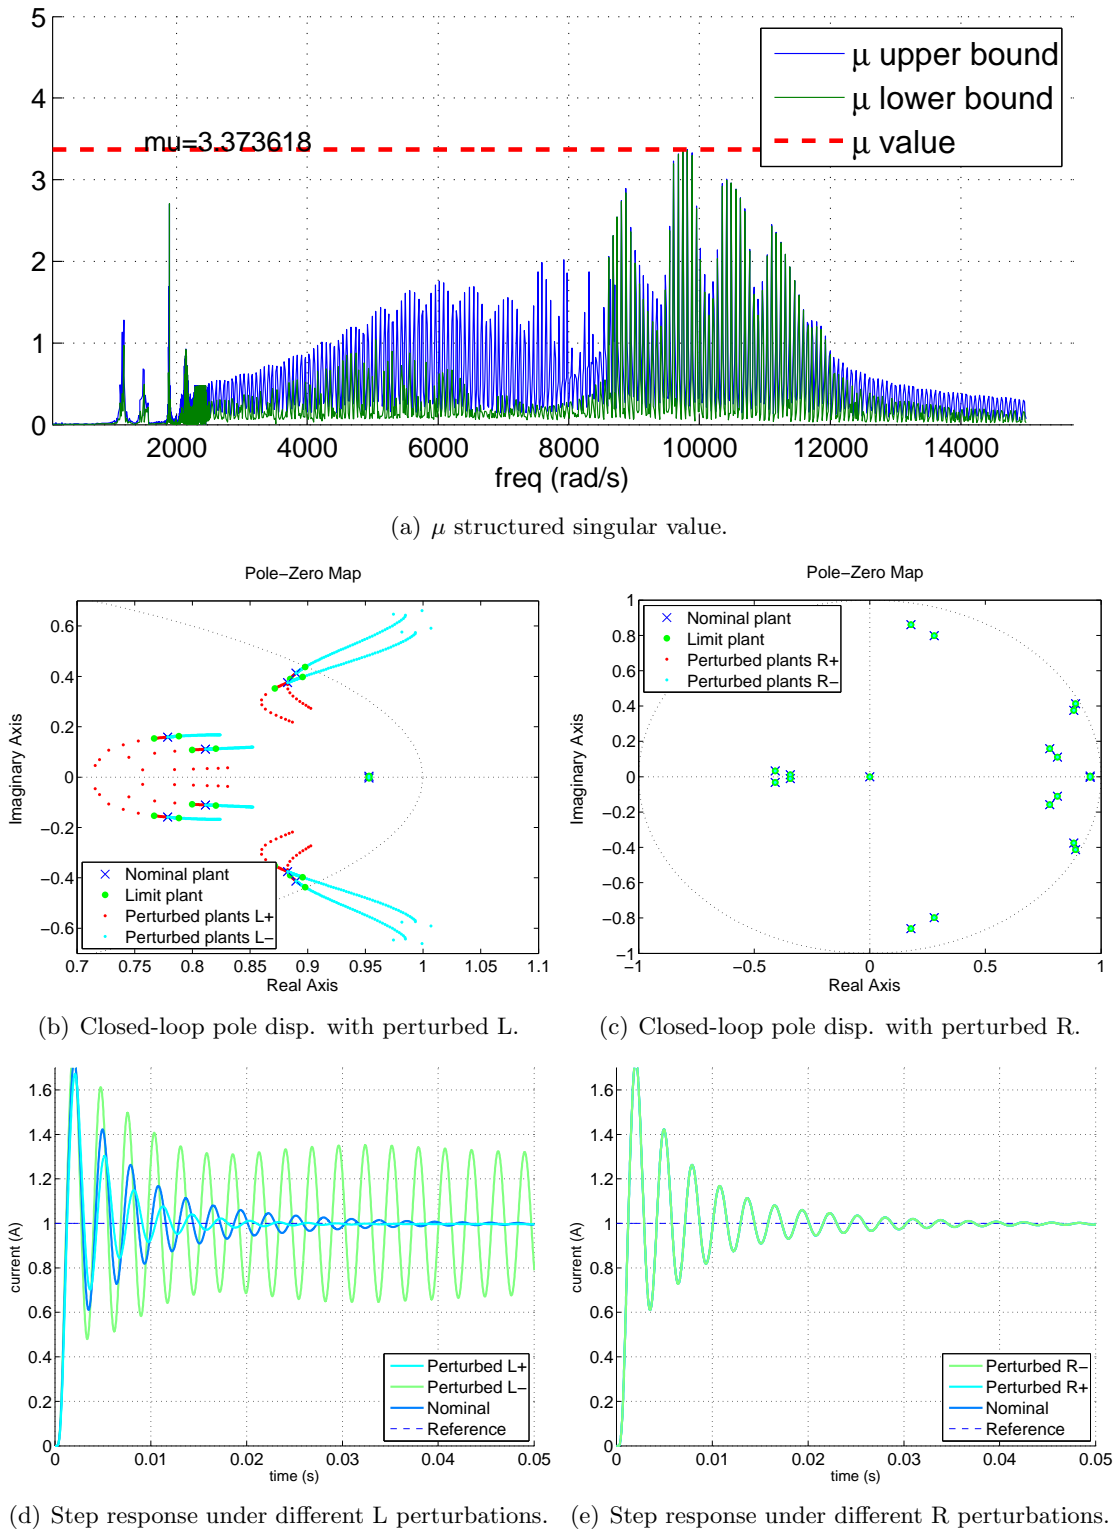 5
4
3
2
1
0
mu=3.373618
μ upper bound
μ lower bound
μ value
2000 4000 6000 8000 10000 12000 14000
freq (rad/s)
(a) μ structured singular value.
Pole−Zero Map
0.6
0.4
0.2
0
−0.2
−0.4
−0.6
Imaginary Axis
Nominal plant
Limit plant
Perturbed plants L+
Perturbed plants L−
0.7 0.75 0.8 0.85 0.9 0.95 1 1.05 1.1
Real Axis
(b) Closed-loop pole disp. with perturbed L.
Pole−Zero Map
1
0.8
0.6
0.4
0.2
0
−0.2
−0.4
−0.6
−0.8
−1
Imaginary Axis
Nominal plant
Limit plant
Perturbed plants R+
Perturbed plants R−
−1 −0.5 0 0.5 1
Real Axis
(c) Closed-loop pole disp. with perturbed R.
1.6
1.4
1.2
1
0.8
0.6
0.4
0.2
0
current (A)
Perturbed L+
Perturbed L−
Nominal
Reference
0 0.01 0.02 0.03 0.04 0.05
time (s)
(d) Step response under different L perturbations.
1.6
1.4
1.2
1
0.8
0.6
0.4
0.2
0
current (A)
Perturbed R−
Perturbed R+
Nominal
Reference
0 0.01 0.02 0.03 0.04 0.05
time (s)
(e) Step response under different R perturbations.